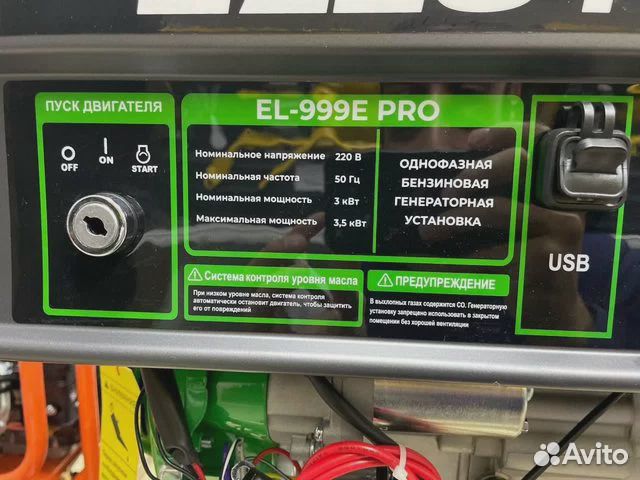 ПУСК ДВИГАТЕЛЯ
OFF
ON
START
EL-999E PRO
Номинальное напряжение 220 В
Номинальная частота 50 Гц
Номинальная мощность 3 кВт
Максимальная мощность 3,5 кВт
ОДНОФАЗНАЯ
БЕНЗИНОВАЯ
ГЕНЕРАТОРНАЯ
УСТАНОВКА
Система контроля уровня масла
При низком уровне масла, система контроля
автоматически остановит двигатель, чтобы защитить
его от повреждений
ПРЕДУПРЕЖДЕНИЕ
В выхлопных газах содержится СО. Генераторную
установку запрещено использовать в закрытом
помещении без хорошей вентиляции
USB
Avito